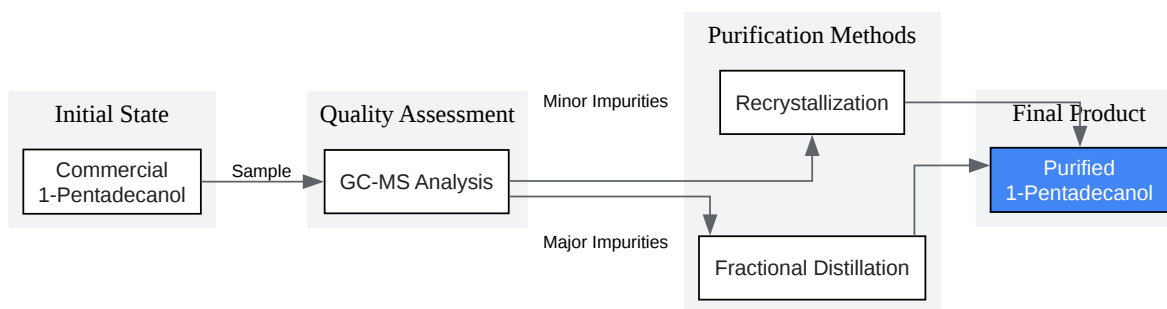 Initial State
Commercial
1-Pentadecanol
Sample
Quality Assessment
GC-MS Analysis
Minor Impurities
Major Impurities
Purification Methods
Recrystallization
Fractional Distillation
Final Product
Purified
1-Pentadecanol